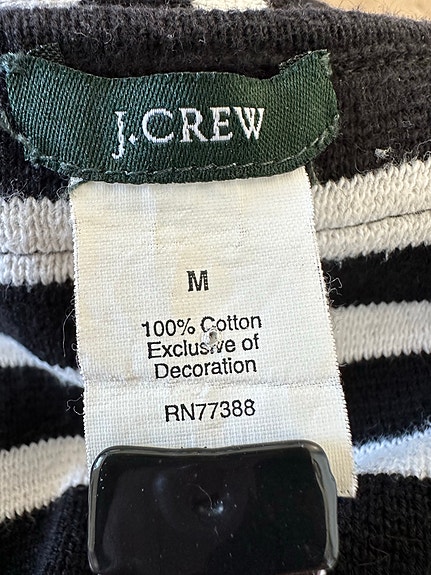 J.CREW
M
100% Cotton
Exclusive of
Decoration
RN77388